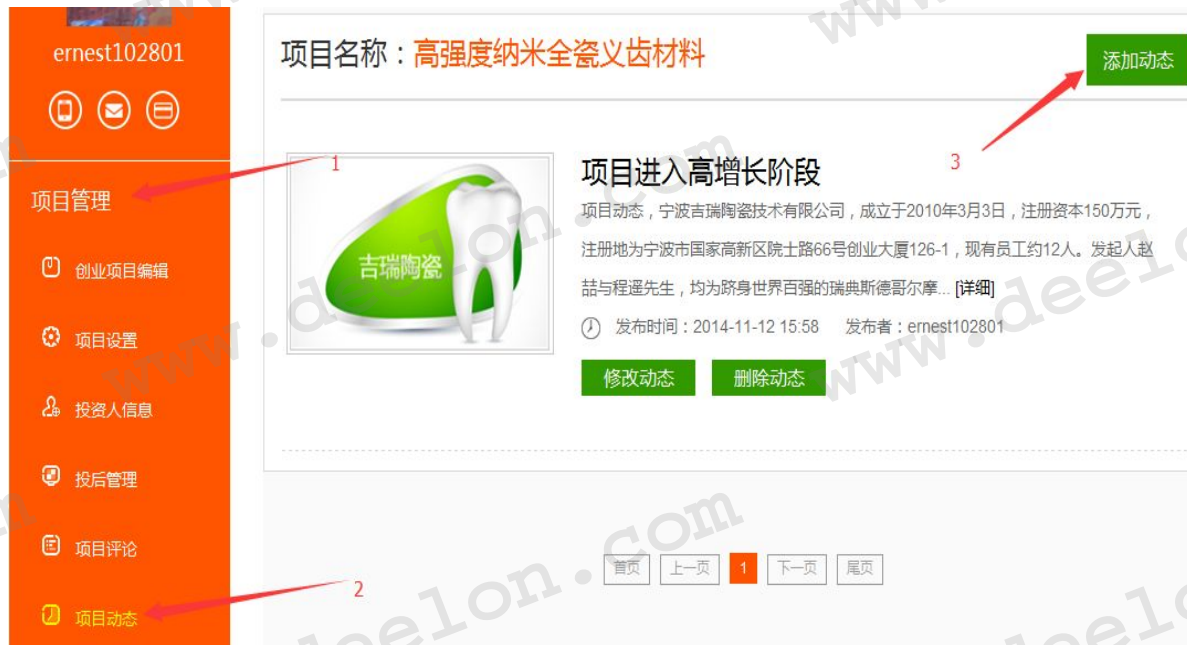 ernest102801
项目管理
创业项目编辑
项目设置
投资人信息
投后管理
项目评论
项目动态
项目名称：高强度纳米全瓷义齿材料
添加动态
1
3
2
吉瑞陶瓷
项目进入高增长阶段
项目动态，宁波吉瑞陶瓷技术有限公司，成立于2010年3月3日，注册资本150万元，
注册地为宁波市国家高新区院士路66号创业大厦126-1，现有员工约12人。发起人赵
喆与程遥先生，均为跻身世界百强的瑞典斯德哥尔摩... [详细]
发布时间：2014-11-12 15:58 发布者：ernest102801
修改动态 删除动态
首页 上一页 1 下一页 尾页
www.deelon.com